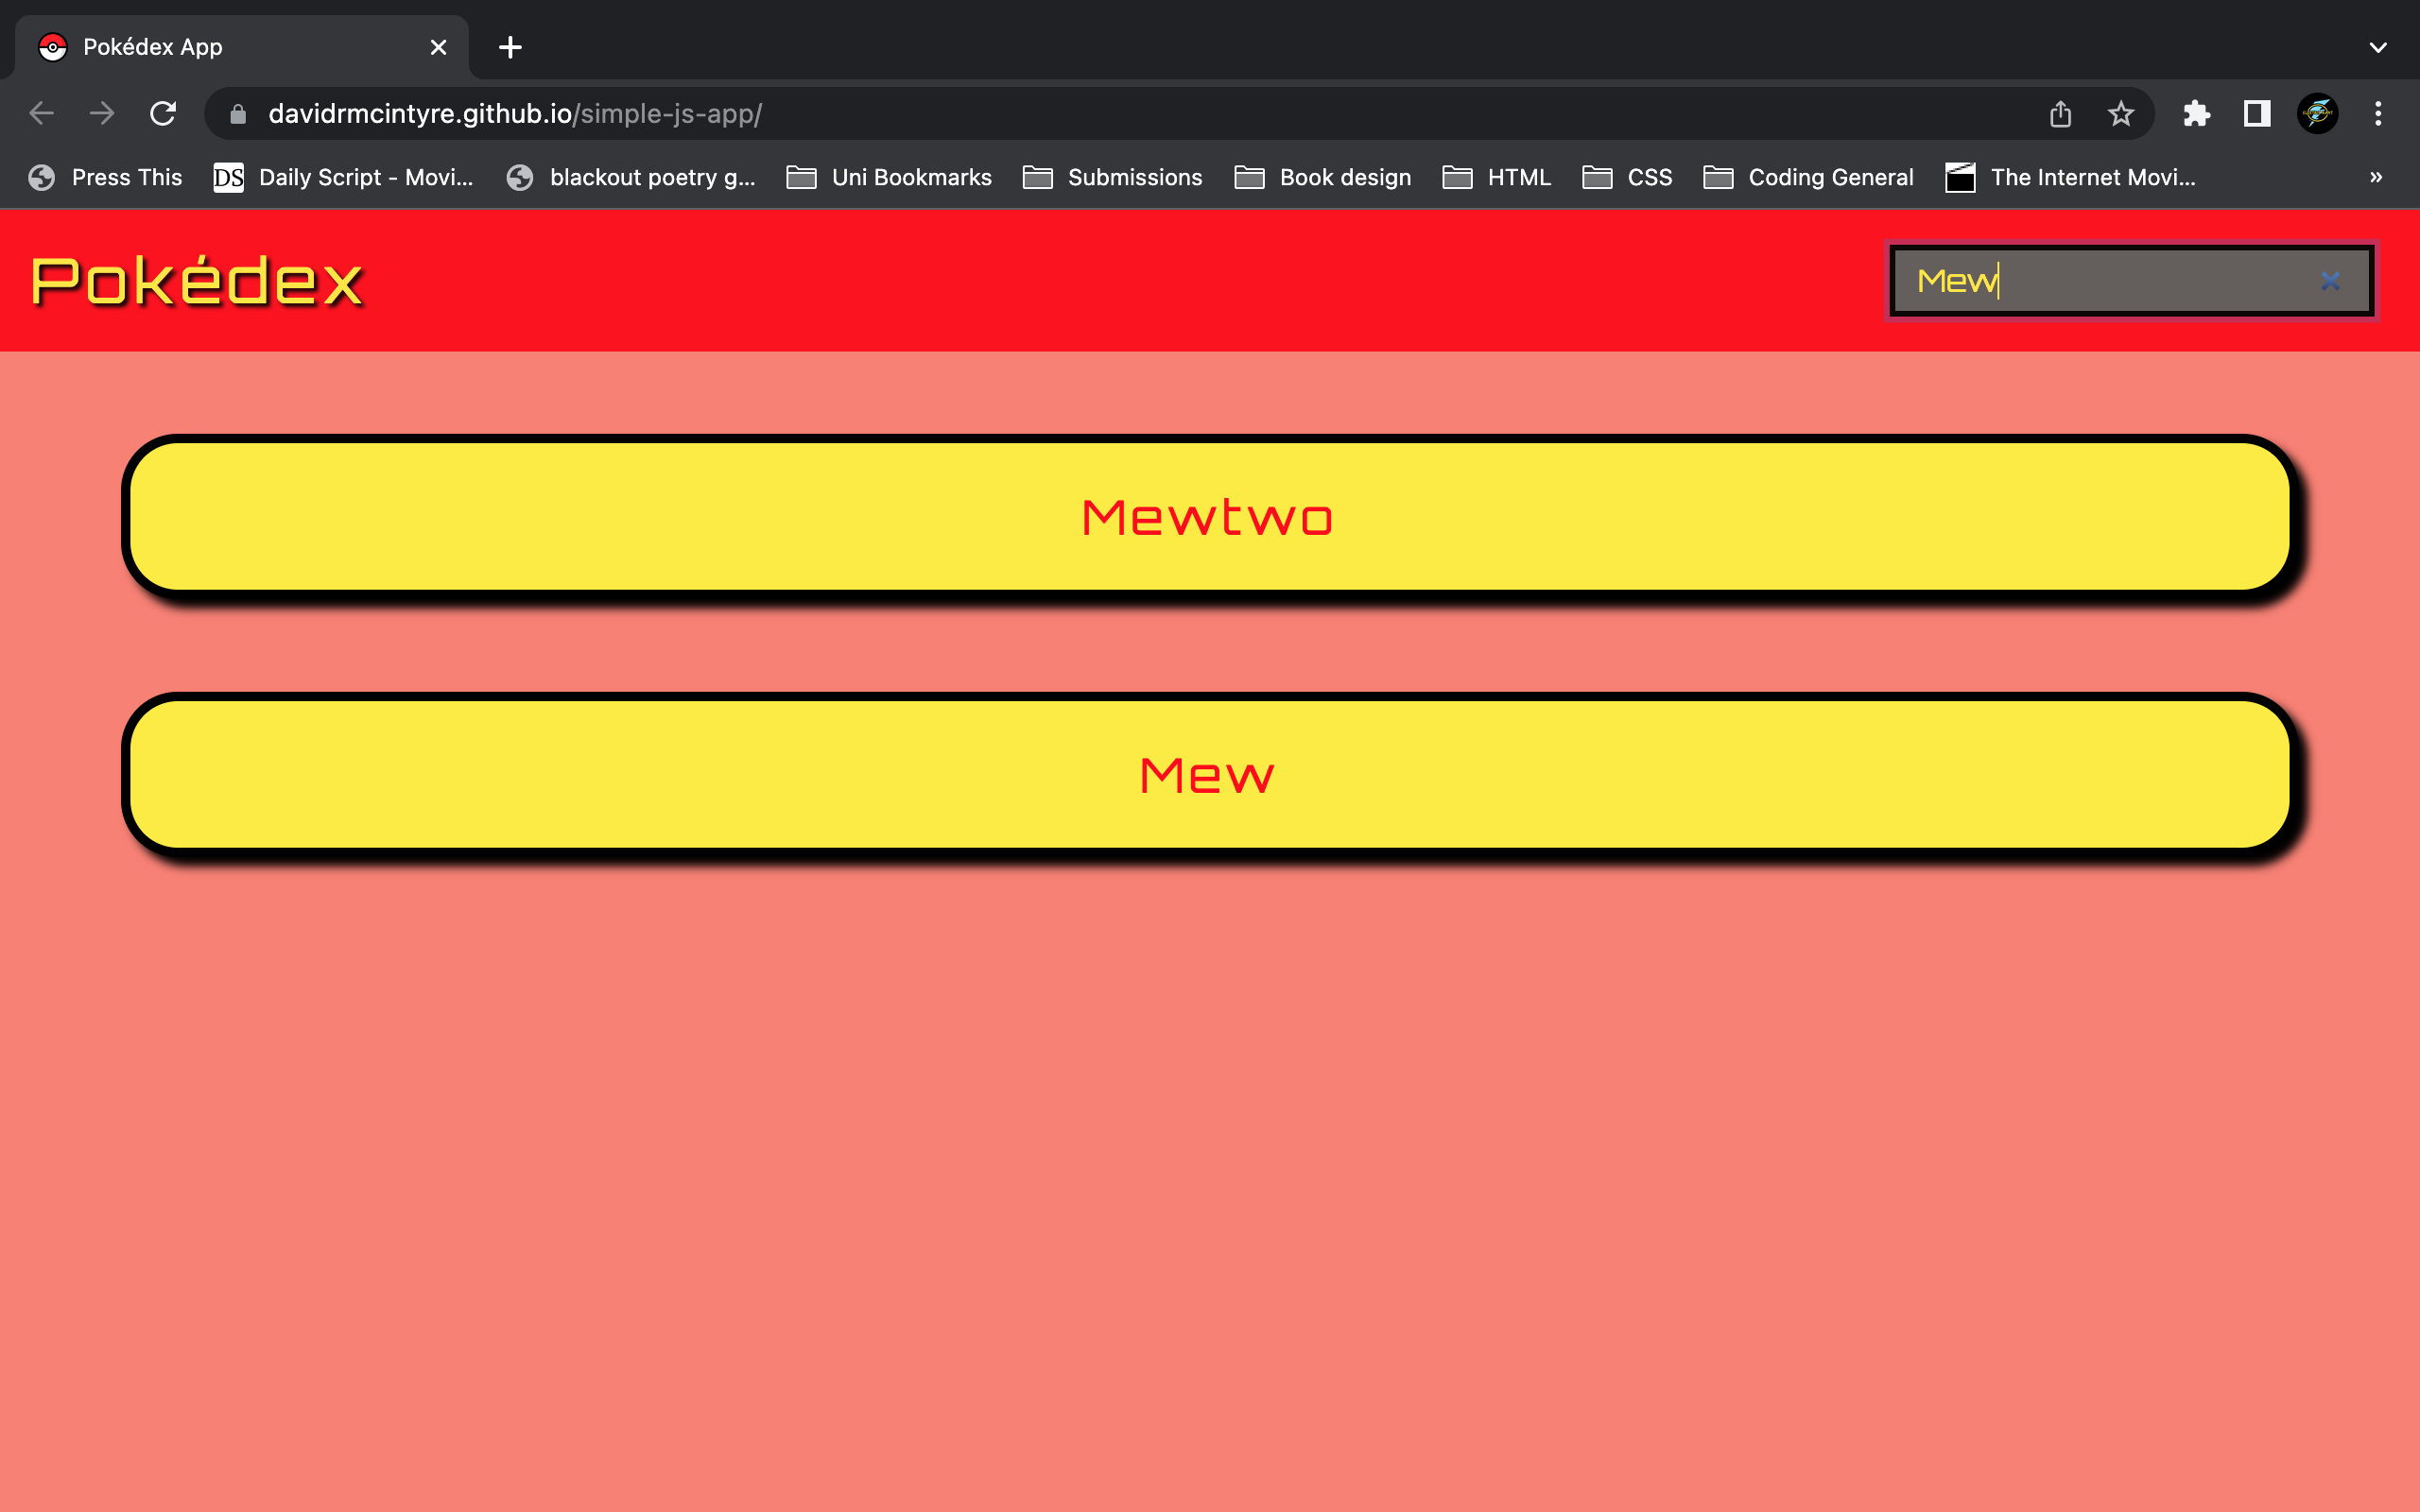 Pokédex App
davidrmcintyre.github.io/simple-js-app/
Press This DS Daily Script - Movi... blackout poetry g... Uni Bookmarks Submissions Book design HTML CSS Coding General The Internet Movi... »
Pokédex Mew
Mewtwo
Mew